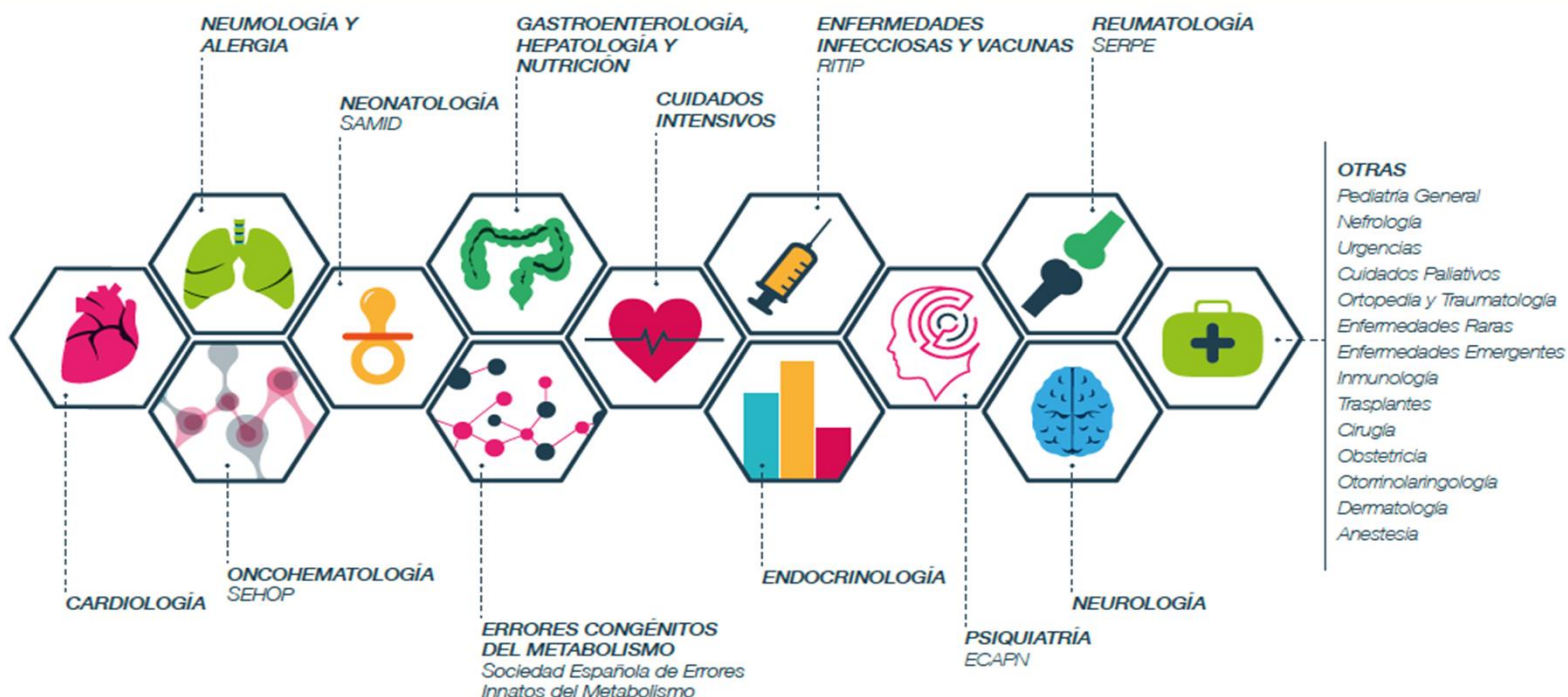 NEUMOLOGÍA Y
ALERGIA
NEONATOLOGÍA
SAMID
GASTROENTEROLOGÍA,
HEPATOLOGÍA Y
NUTRICIÓN
CUIDADOS
INTENSIVOS
ENFERMEDADES
INFECCIOSAS Y VACUNAS
RITIP
REUMATOLOGÍA
SERPE
OTRAS
Pediatría General
Nefrología
Urgencias
Cuidados Paliativos
Ortopedia y Traumatología
Enfermedades Raras
Enfermedades Emergentes
Inmunología
Trasplantes
Cirugía
Obstetricia
Otorrinolaringología
Dermatología
Anestesia
CARDIOLOGÍA
ONCOHEMATOLOGÍA
SEHOP
ERRORES CONGÉNITOS
DEL METABOLISMO
Sociedad Española de Errores
Innatos del Metabolismo
ENDOCRINOLOGÍA
PSIQUIATRÍA
ECAPN
NEUROLOGÍA